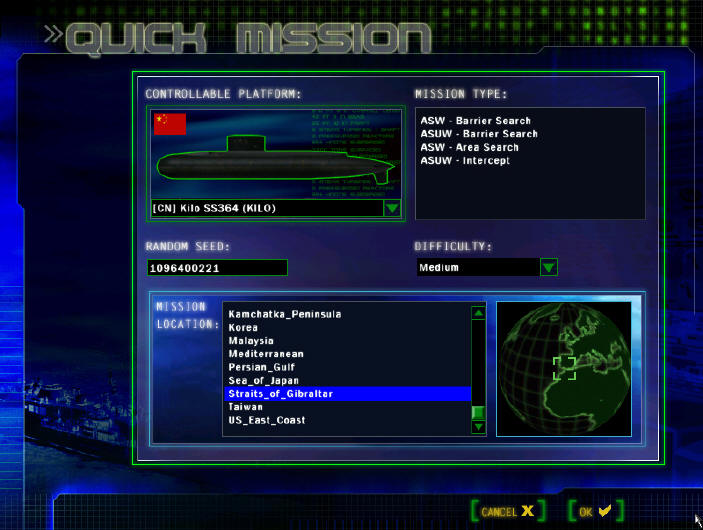 QUICK MISSION
CONTROLLABLE PLATFORM:
[CN] Kilo SS364 (KILO)
MISSION TYPE:
ASW - Barrier Search
ASUW - Barrier Search
ASW - Area Search
ASUW - Intercept
RANDOM SEED:
1096400221
DIFFICULTY:
Medium
MISSION
LOCATION:
Kamchatka_Peninsula
Korea
Malaysia
Mediterranean
Persian_Gulf
Sea_of_Japan
Straits_of_Gibraltar
Taiwan
US_East_Coast
CANCEL X
OK